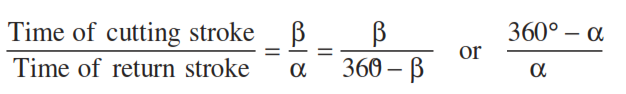 Time of cutting stroke / Time of return stroke = β / α = β / 360 – β or 360° – α / α